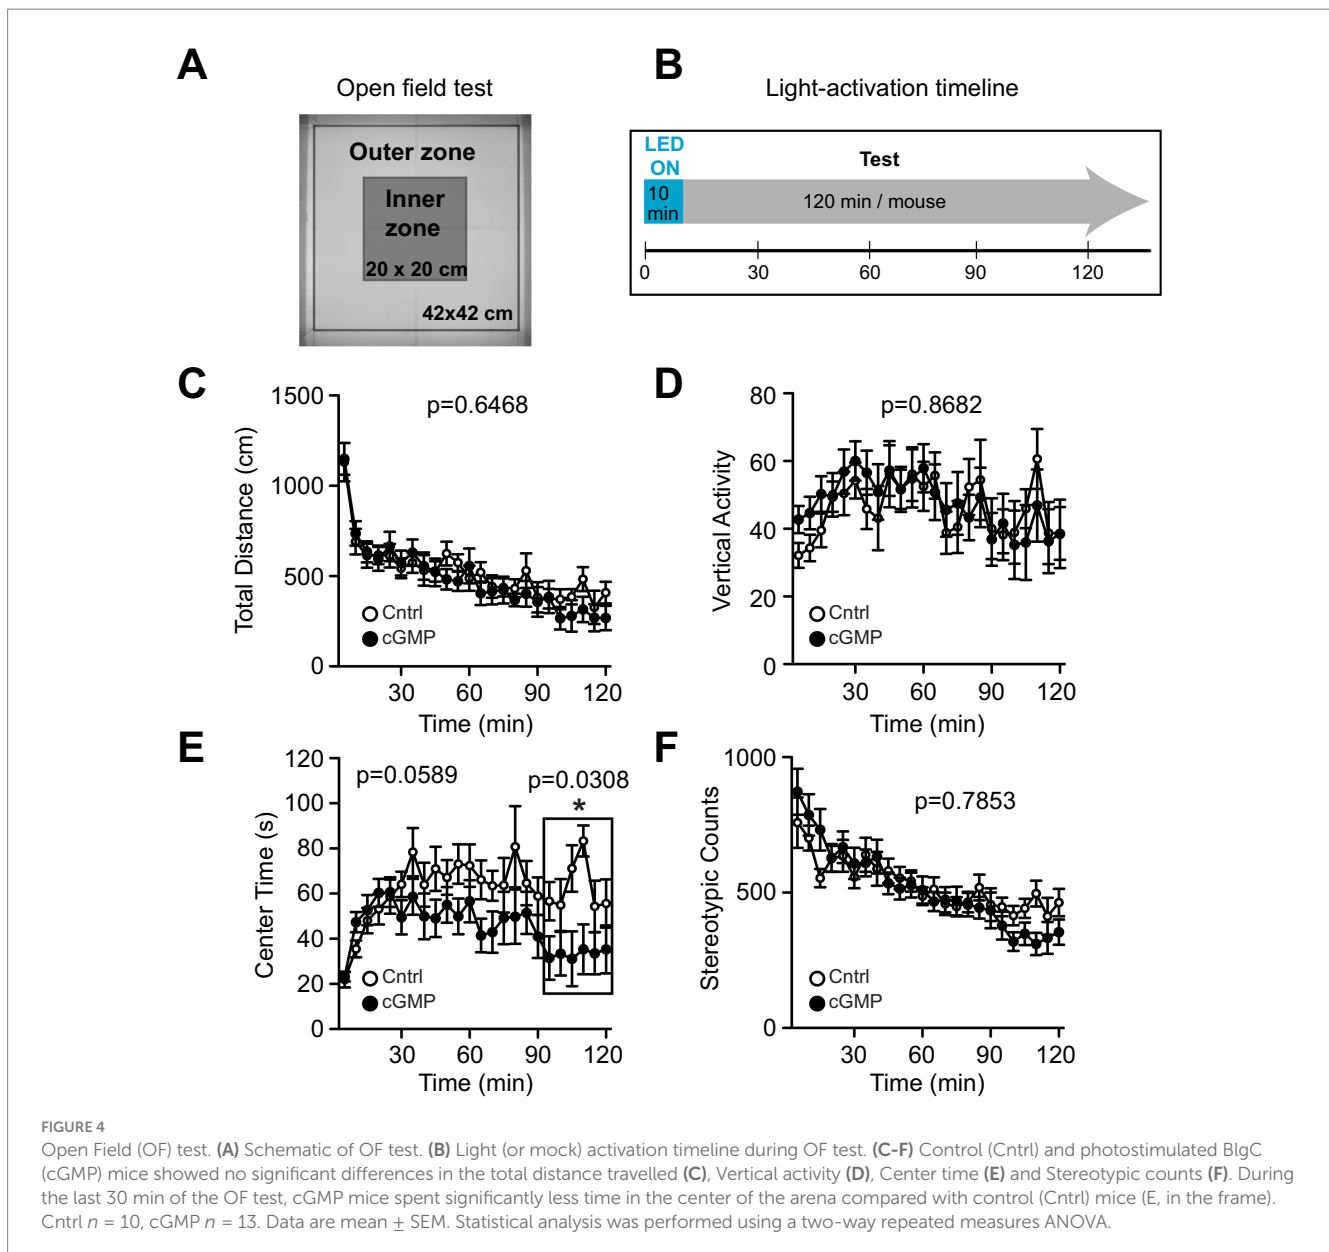 A
Open field test
Outer zone
Inner
zone
20 x 20 cm
42x42 cm
B
Light-activation timeline
LED
ON
Test
10
min
120 min / mouse
0 30 60 90 120
C
p=0.6468
Total Distance (cm)
1500
1000
500
0
Cntrl
cGMP
30 60 90 120
Time (min)
D
p=0.8682
Vertical Activity
80
60
40
20
0
Cntrl
cGMP
30 60 90 120
Time (min)
E
p=0.0589
p=0.0308
*
Center Time (s)
120
100
80
60
40
20
0
Cntrl
cGMP
30 60 90 120
Time (min)
F
p=0.7853
Stereotypic Counts
1000
500
0
Cntrl
cGMP
30 60 90 120
Time (min)
FIGURE 4
Open Field (OF) test. (A) Schematic of OF test. (B) Light (or mock) activation timeline during OF test. (C-F) Control (Cntrl) and photostimulated BlgC
(cGMP) mice showed no significant differences in the total distance travelled (C), Vertical activity (D), Center time (E) and Stereotypic counts (F). During
the last 30 min of the OF test, cGMP mice spent significantly less time in the center of the arena compared with control (Cntrl) mice (E, in the frame).
Cntrl n = 10, cGMP n = 13. Data are mean ± SEM. Statistical analysis was performed using a two-way repeated measures ANOVA.